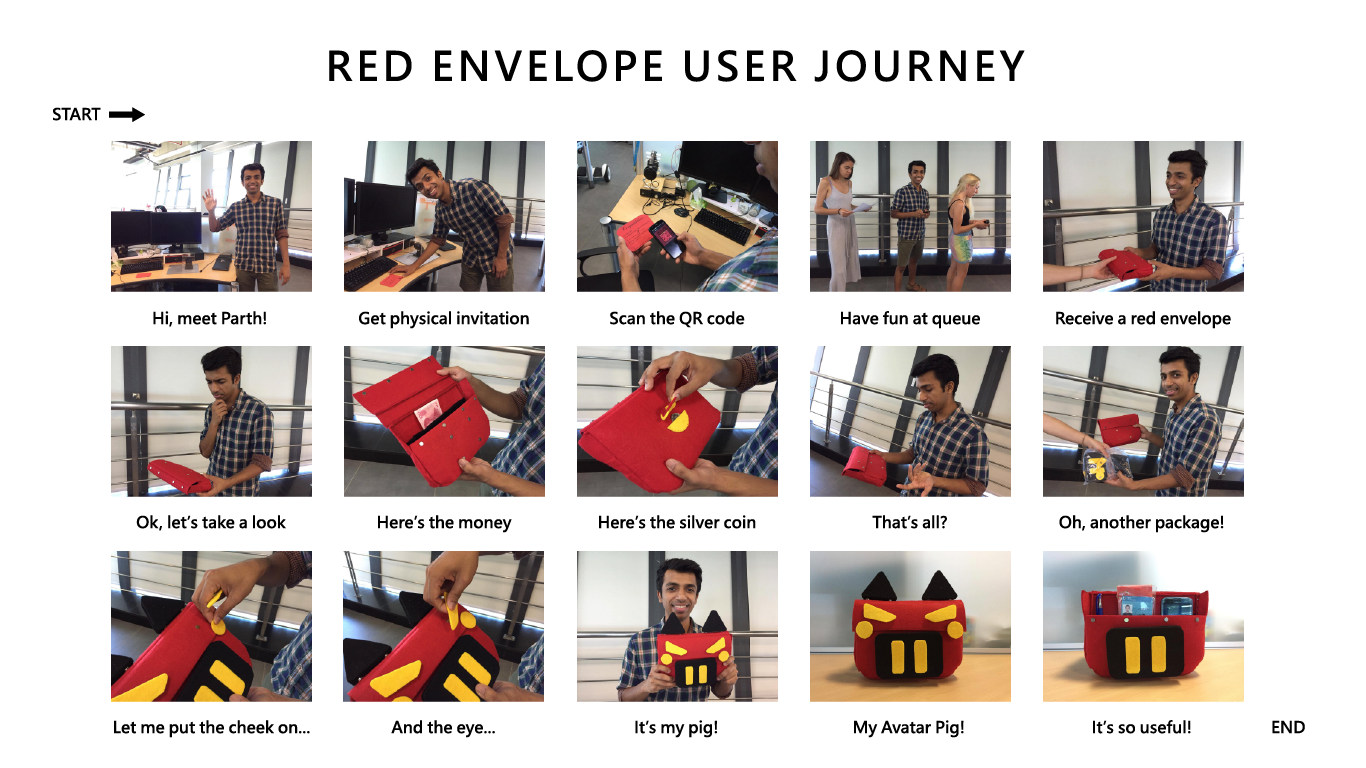 RED ENVELOPE USER JOURNEY
START
Hi, meet Parth!
Get physical invitation
Scan the QR code
Have fun at queue
Receive a red envelope
Ok, let's take a look
Here's the money
Here's the silver coin
That's all?
Oh, another package!
Let me put the cheek on...
And the eye...
It's my pig!
My Avatar Pig!
It's so useful!
END